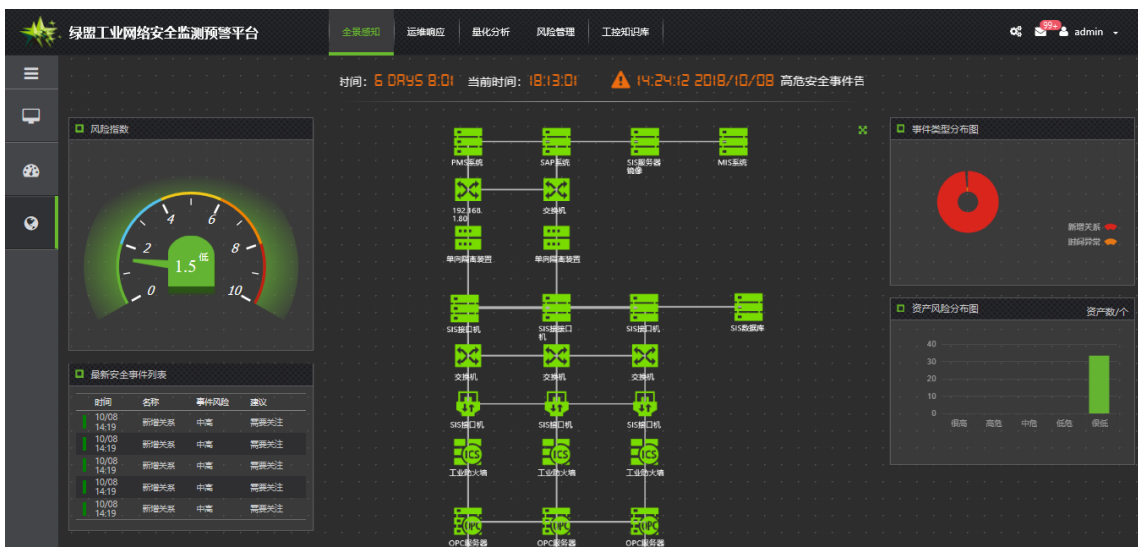 绿盟工业网络安全监测预警平台
全景感知 运维响应 量化分析 风险管理 工控知识库
99+ admin
时间: 6 DAYS 8:01 当前时间: 18:13:01 14:24:12 2018/10/08 高危安全事件告
风险指数
0 2 4 6 8 10
1.5 低
最新安全事件列表
时间 名称 事件风险 建议
10/08 14:19 新增关系 中高 需要关注
10/08 14:19 新增关系 中高 需要关注
10/08 14:19 新增关系 中高 需要关注
10/08 14:19 新增关系 中高 需要关注
10/08 14:19 新增关系 中高 需要关注
PMS系统 SAP系统 SIS服务器镜像 MIS系统
192.168.1.80 交换机
单向隔离装置 单向隔离装置
SIS接口机 SIS接口机 SIS接口机 SIS数据库
交换机 交换机 交换机
SIS接口机 SIS接口机 SIS接口机
ICS ICS ICS
工业防火墙 工业防火墙 工业防火墙
OPC OPC OPC
OPC服务器 OPC服务器 OPC服务器
事件类型分布图
新增关系
时间异常
资产风险分布图 资产数/个
40
30
20
10
0
很高 高危 中危 低危 很低